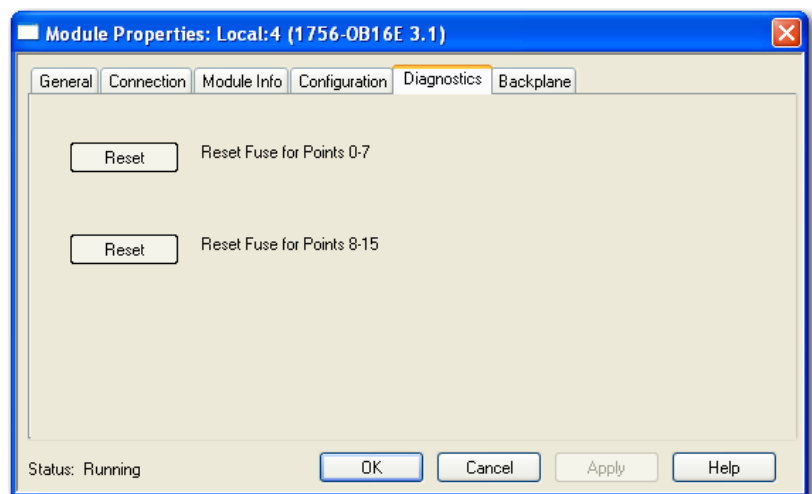 Module Properties: Local:4 (1756-OB16E 3.1)
General Connection Module Info Configuration Diagnostics Backplane
Reset Reset Fuse for Points 0-7
Reset Reset Fuse for Points 8-15
Status: Running OK Cancel Apply Help